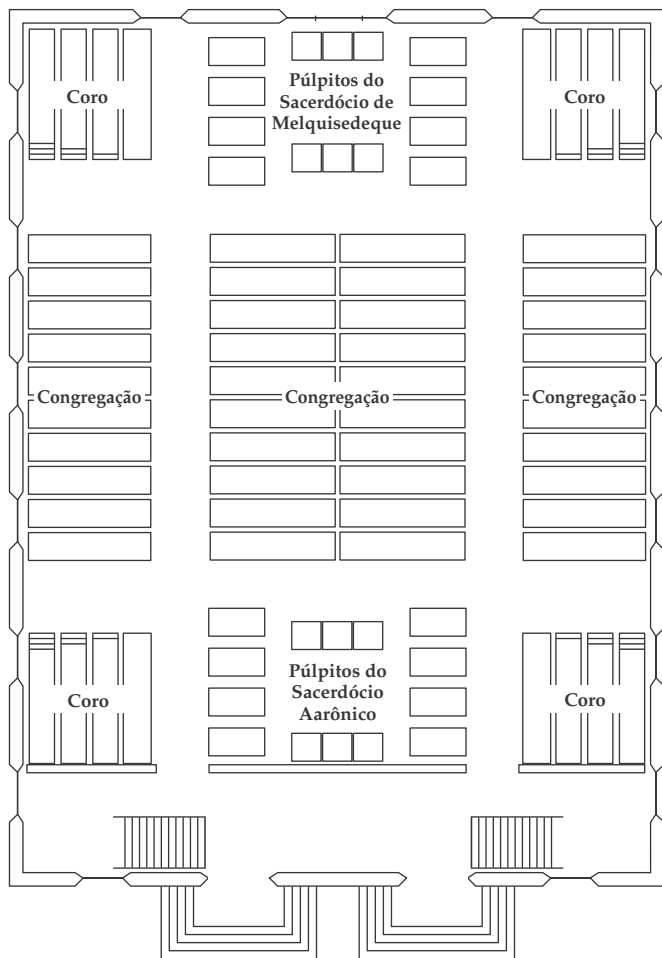 Coro
Púlpitos do
Sacerdócio de
Melquisedeque
Coro
Congregação
Congregação
Congregação
Coro
Púlpitos do
Sacerdócio
Aarônico
Coro